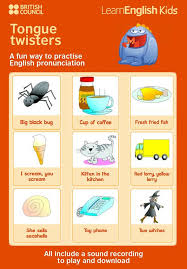 BRITISH
COUNCIL
LearnEnglish Kids
Tongue
twisters
A fun way to practise
English pronunciation
Big black bug
Cup of coffee
Fresh fried fish
I scream, you
scream
Kitten in the
kitchen
Red lorry, yellow
lorry
She sells
seashells
Toy phone
Two witches
All include a sound recording
to play and download